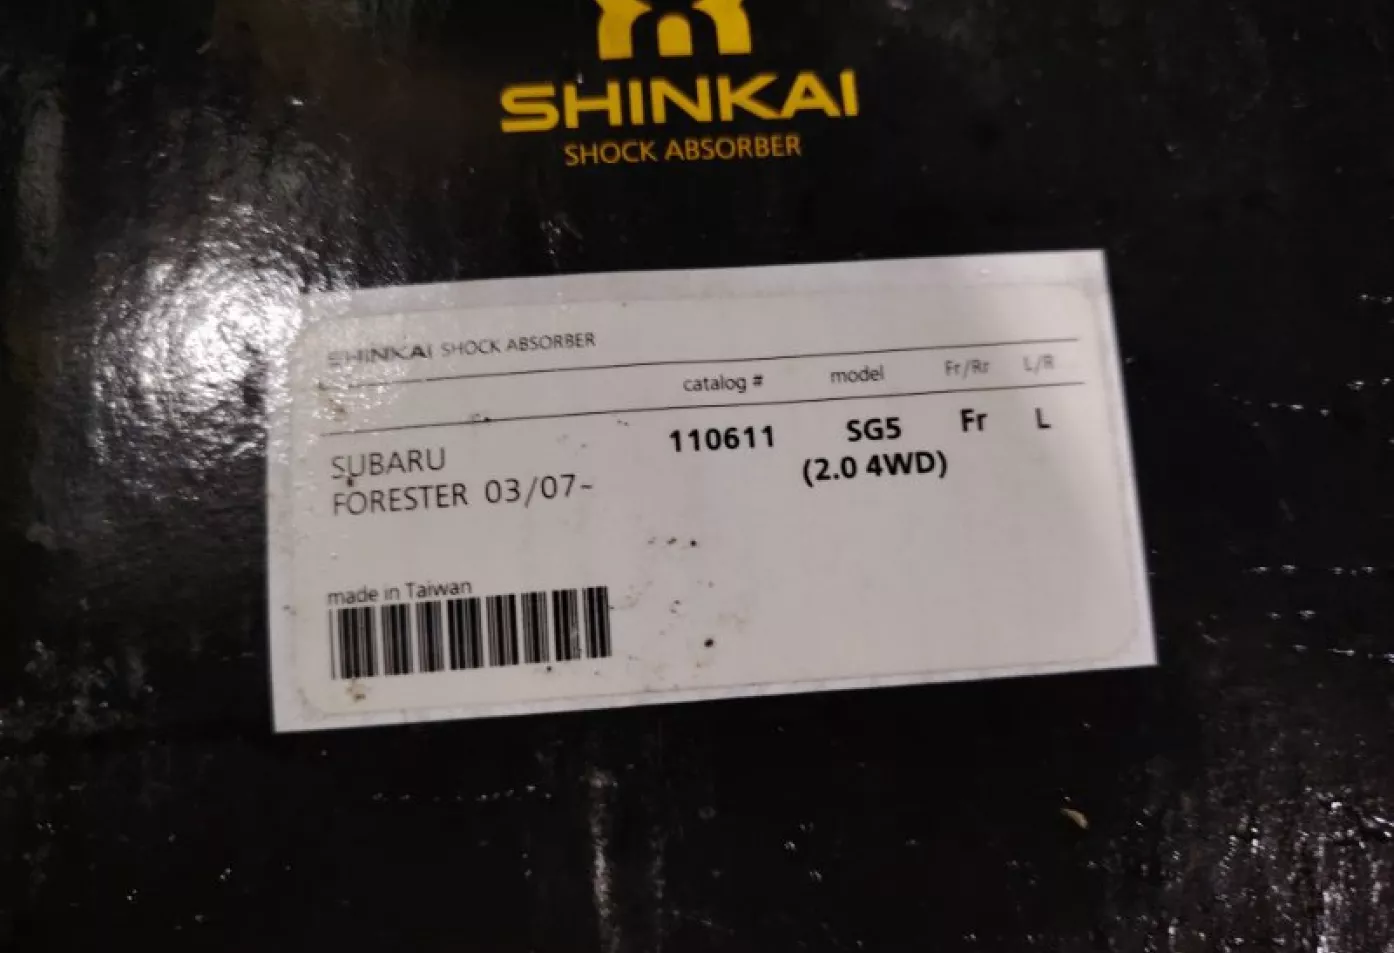 SHINKAI
SHOCK ABSORBER
SHINKAI SHOCK ABSORBER
catalog # model Fr/Rr L/R
SUBARU 110611 SG5 Fr L
FORESTER 03/07~ (2.0 4WD)
made in Taiwan